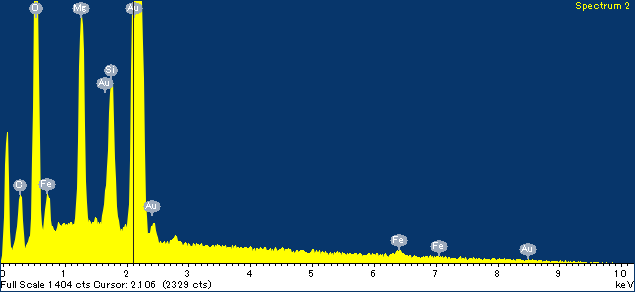 Spectrum 2
O Mg Au
Si
Au
O Fe
Au
Fe Fe Au
0 1 2 3 4 5 6 7 8 9 10
Full Scale 1404 cts Cursor: 2.106 (2329 cts) keV